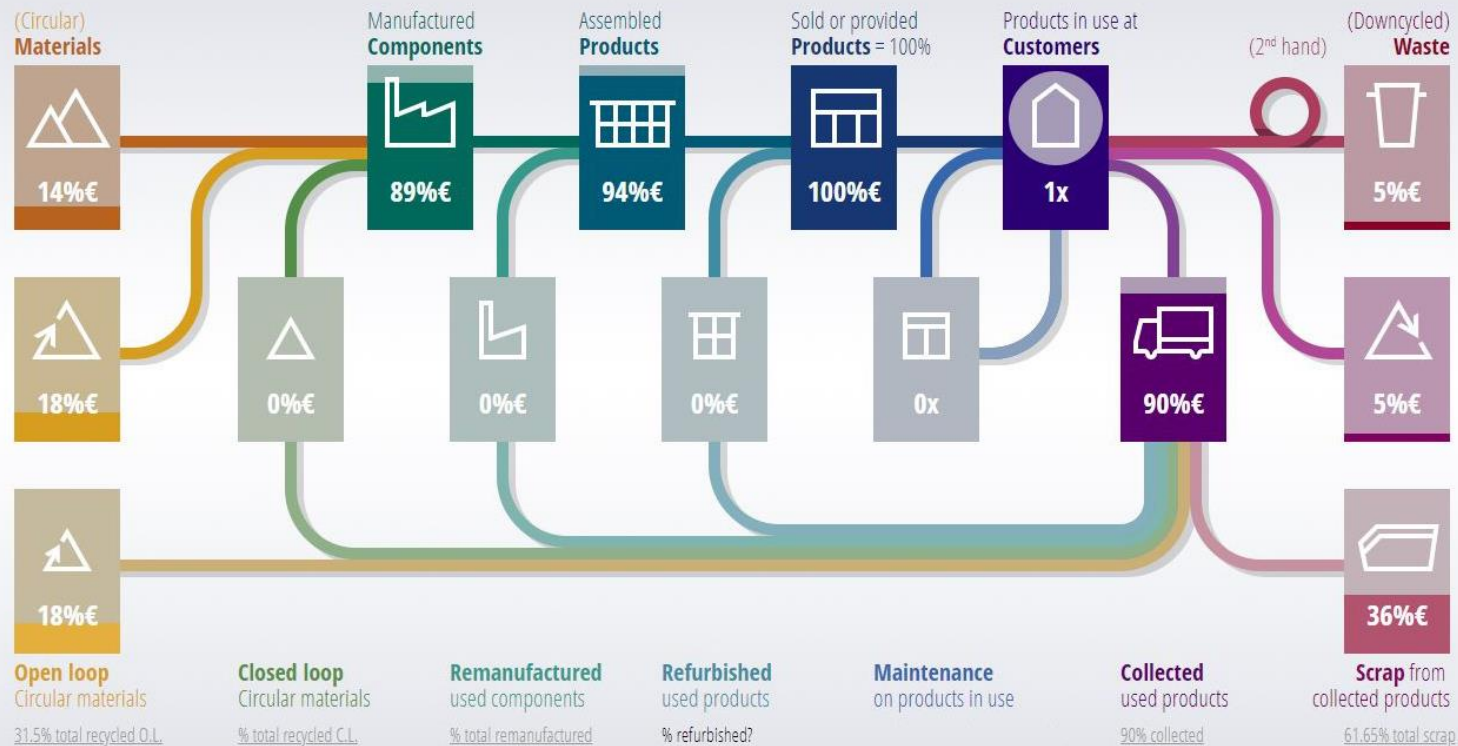 (Circular)
Materials
Manufactured
Components
Assembled
Products
Sold or provided
Products = 100%
Products in use at
Customers
(2nd hand)
(Downcycled)
Waste
14%€
89%€
94%€
100%€
1x
5%€
18%€
0%€
0%€
0%€
0x
90%€
5%€
18%€
36%€
Open loop
Circular materials
31.5% total recycled O.L.
Closed loop
Circular materials
% total recycled C.L.
Remanufactured
used components
% total remanufactured
Refurbished
used products
% refurbished?
Maintenance
on products in use
Collected
used products
90% collected
Scrap from
collected products
61.65% total scrap